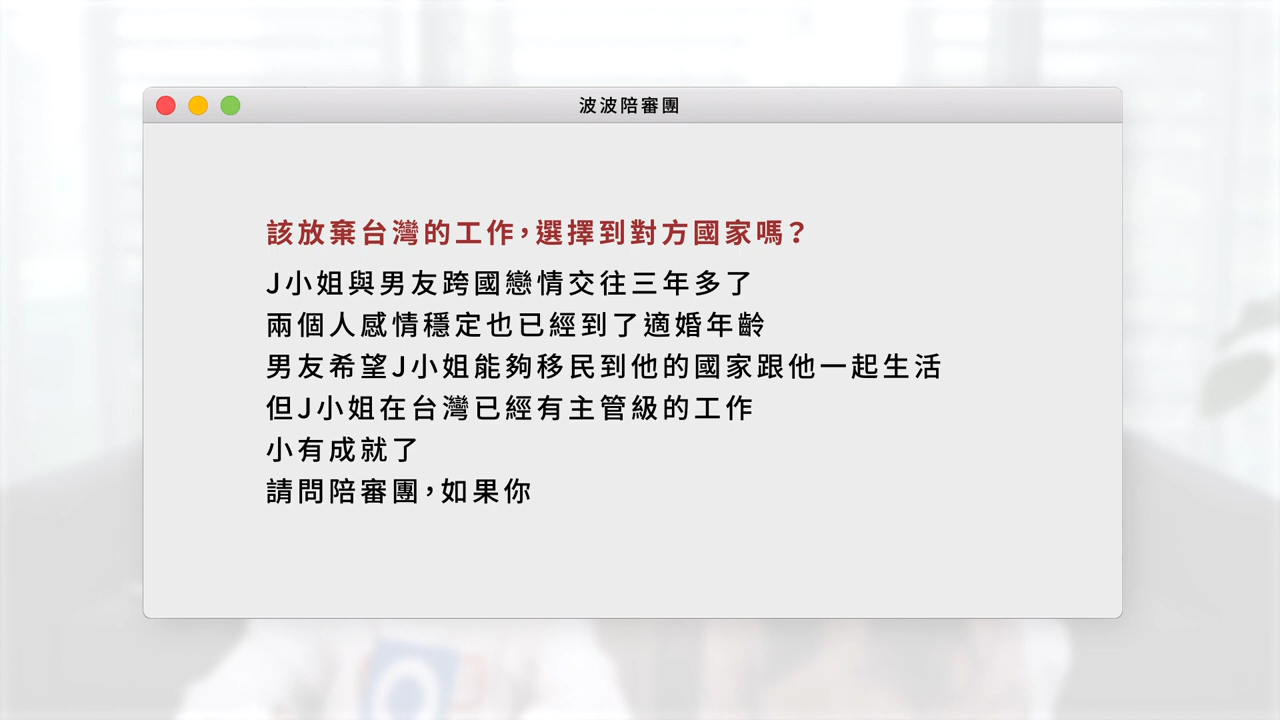 波波陪審團
該放棄台灣的工作，選擇到對方國家嗎？
J小姐與男友跨國戀情交往三年多了
兩個人感情穩定也已經到了適婚年齡
男友希望J小姐能夠移民到他的國家跟他一起生活
但J小姐在台灣已經有主管級的工作
小有成就了
請問陪審團，如果你